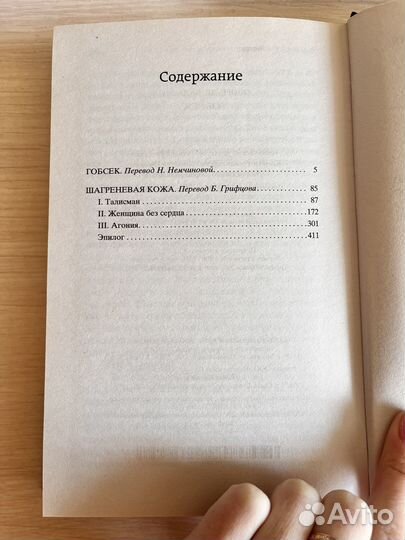 Содержание
ГОБСЕК. Перевод Н. Немчиновой. 5
ШАГРЕНЕВАЯ КОЖА. Перевод Б. Грифцова 85
I. Талисман 87
II. Женщина без сердца 172
III. Агония. 301
Эпилог 411
Avito